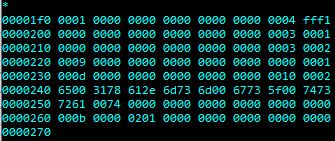 *
00001f0 0001 0000 0000 0000 0000 0000 0004 fff1
0000200 0000 0000 0000 0000 0000 0000 0003 0001
0000210 0000 0000 0000 0000 0000 0000 0003 0002
0000220 0009 0000 0000 0000 0000 0000 0000 0001
0000230 000d 0000 0000 0000 0000 0000 0010 0002
0000240 6500 3178 612e 6d73 6d00 6773 5f00 7473
0000250 7261 0074 0000 0000 0000 0000 0000 0000
0000260 000b 0000 0201 0000 0000 0000 0000 0000
0000270